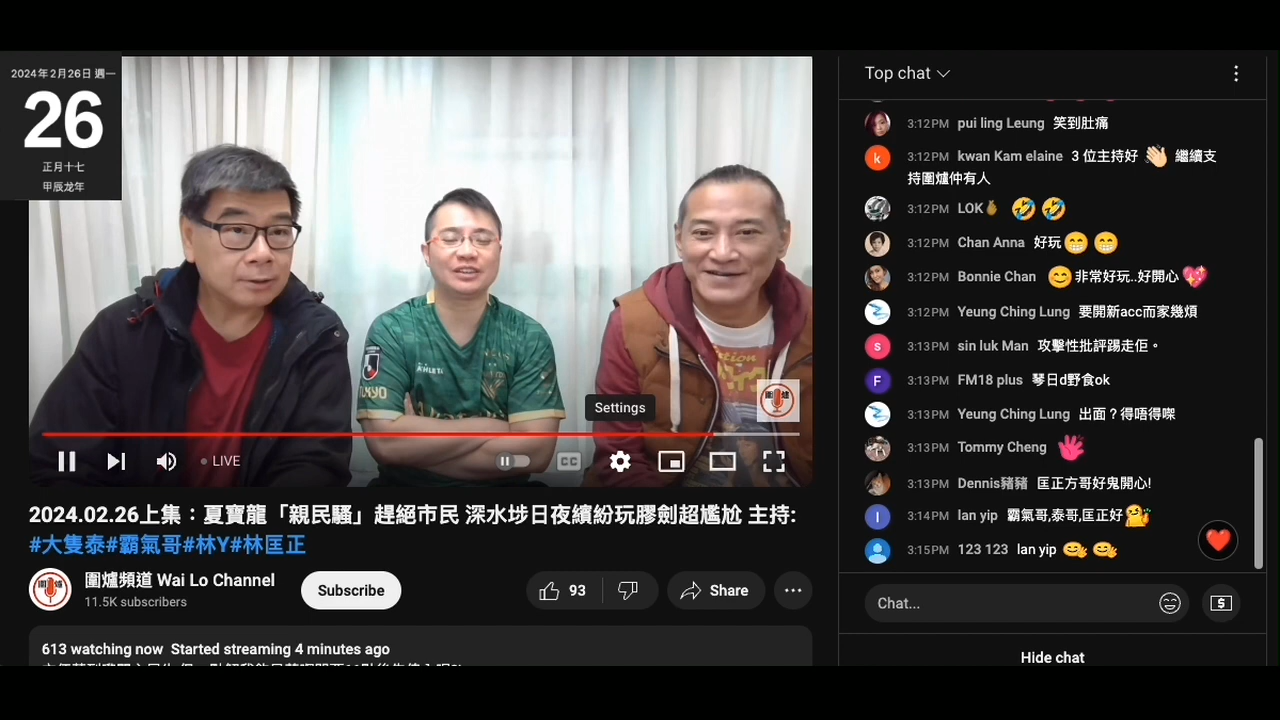 2024年2月26日 週一
26
正月十七
甲辰龙年
ATHLETA
Settings
LIVE
CC
2024.02.26上集：夏寶龍「親民騷」趕絕市民 深水埗日夜繽紛玩膠劍超尷尬 主持:
#大隻泰#霸氣哥#林Y#林匡正
圍爐頻道 Wai Lo Channel
11.5K subscribers
Subscribe
93
Share
613 watching now Started streaming 4 minutes ago
Top chat
3:12PM pui ling Leung 笑到肚痛
3:12PM kwan Kam elaine 3 位主持好 👏🏻 繼續支
持圍爐仲有人
3:12PM LOK🫰 🤣 🤣
3:12PM Chan Anna 好玩😁 😁
3:12PM Bonnie Chan 😊非常好玩..好開心💖
3:12PM Yeung Ching Lung 要開新acc而家幾煩
3:13PM sin luk Man 攻擊性批評踢走佢。
3:13PM FM18 plus 琴日d野食ok
3:13PM Yeung Ching Lung 出面？得唔得㗎
3:13PM Tommy Cheng
3:13PM Dennis豬豬 匡正方哥好鬼開心!
3:14PM Ian yip 霸氣哥,泰哥,匡正好
3:15PM 123 123 Ian yip
Chat...
Hide chat